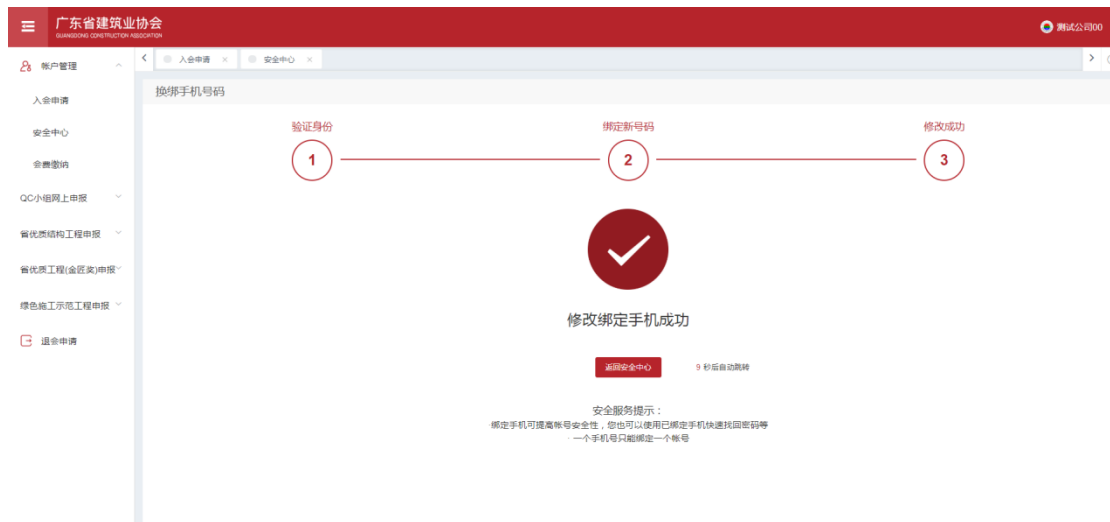 广东省建筑业协会
GUANGDONG CONSTRUCTION ASSOCIATION
测试公司00
帐户管理
入会申请
安全中心
会费缴纳
QC小组网上申报
省优质结构工程申报
省优质工程(金匠奖)申报
绿色施工示范工程申报
退会申请
入会申请 ×
安全中心 ×
换绑手机号码
验证身份
绑定新号码
修改成功
1
2
3
修改绑定手机成功
返回安全中心
9 秒后自动跳转
安全服务提示：
·绑定手机可提高帐号安全性，您也可以使用已绑定手机快速找回密码等
· 一个手机号只能绑定一个帐号